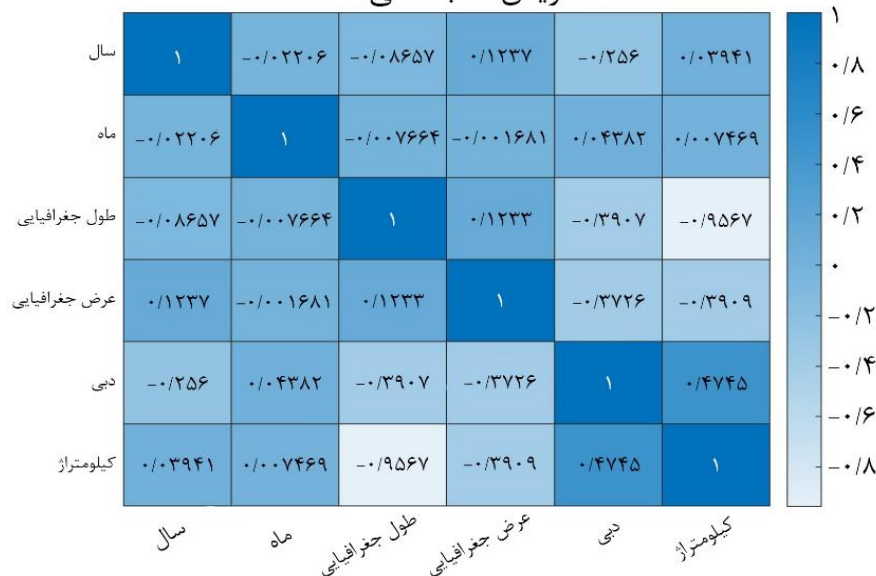 سال ۱ −۰/۰۲۲۰۶ −۰/۰۸۶۵۷ ۰/۱۲۳۷ −۰/۲۵۶ ۰/۰۳۹۴۱
ماه −۰/۰۲۲۰۶ ۱ −۰/۰۰۷۶۶۴ −۰/۰۰۱۶۸۱ ۰/۰۴۳۸۲ ۰/۰۰۷۴۶۹
طول جغرافیایی −۰/۰۸۶۵۷ −۰/۰۰۷۶۶۴ ۱ ۰/۱۲۳۳ −۰/۳۹۰۷ −۰/۹۵۶۷
عرض جغرافیایی ۰/۱۲۳۷ −۰/۰۰۱۶۸۱ ۰/۱۲۳۳ ۱ −۰/۳۷۲۶ −۰/۳۹۰۹
دبی −۰/۲۵۶ ۰/۰۴۳۸۲ −۰/۳۹۰۷ −۰/۳۷۲۶ ۱ ۰/۴۷۴۵
کیلومتراژ ۰/۰۳۹۴۱ ۰/۰۰۷۴۶۹ −۰/۹۵۶۷ −۰/۳۹۰۹ ۰/۴۷۴۵ ۱
سال ماه طول جغرافیایی عرض جغرافیایی دبی کیلومتراژ
۱
۰/۸
۰/۶
۰/۴
۰/۲
۰
−۰/۲
−۰/۴
−۰/۶
−۰/۸